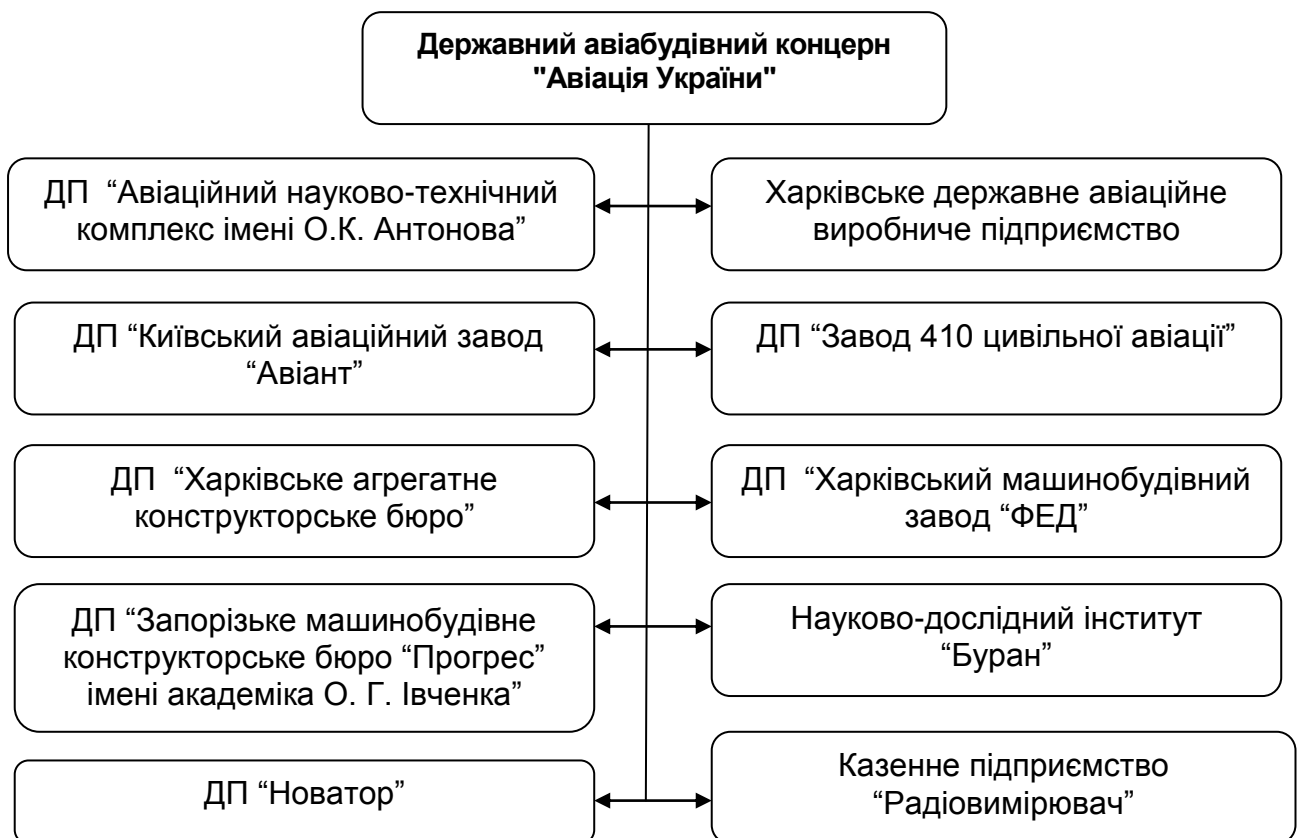 Державний авіабудівний концерн
"Авіація України"
ДП “Авіаційний науково-технічний
комплекс імені О.К. Антонова”
Харківське державне авіаційне
виробниче підприємство
ДП “Київський авіаційний завод
“Авіант”
ДП “Завод 410 цивільної авіації”
ДП “Харківське агрегатне
конструкторське бюро”
ДП “Харківський машинобудівний
завод “ФЕД”
ДП “Запорізьке машинобудівне
конструкторське бюро “Прогрес”
імені академіка О. Г. Івченка”
Науково-дослідний інститут
“Буран”
ДП “Новатор”
Казенне підприємство
“Радіовимірювач”